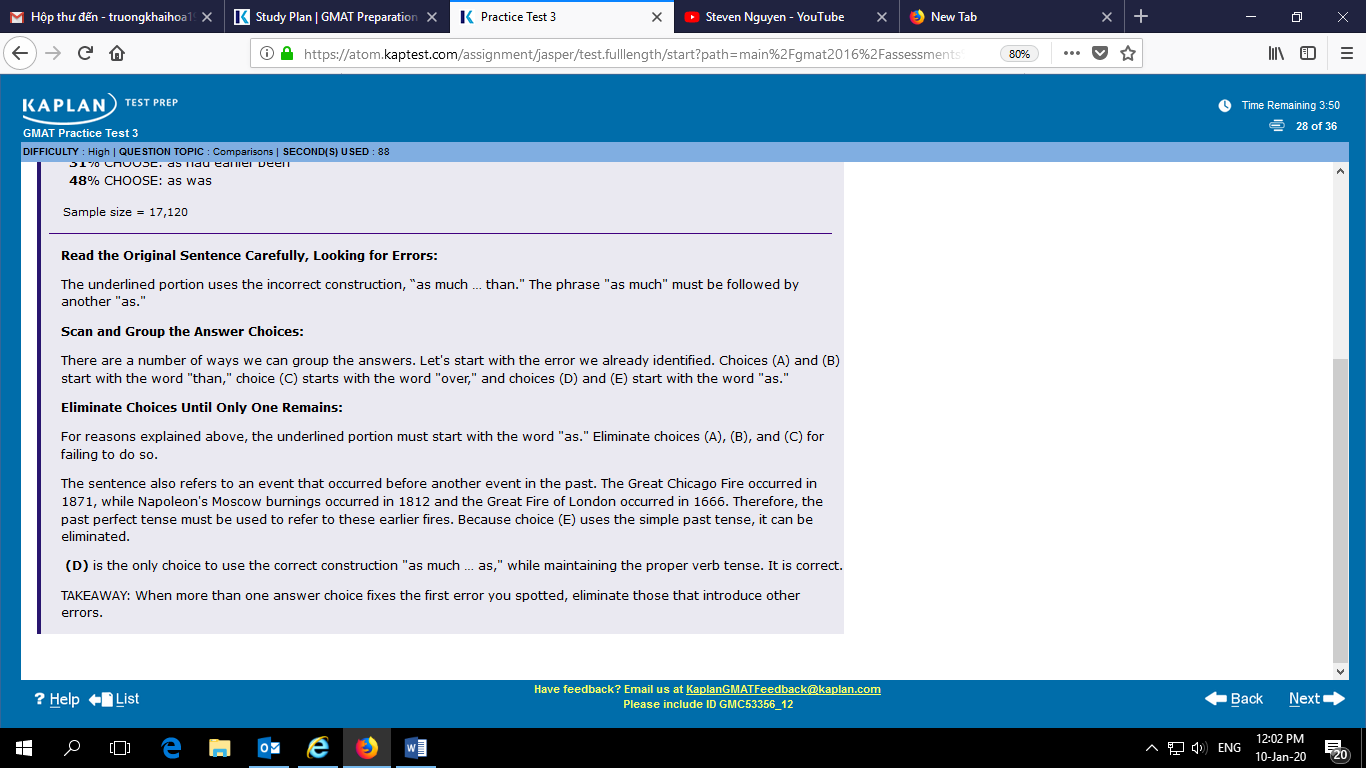 Hộp thư đến - truongkhaihoa15
Study Plan | GMAT Preparation
Practice Test 3
Steven Nguyen - YouTube
New Tab
https://atom.kaptest.com/assignment/jasper/test.fulllength/start?path=main%2Fgmat2016%2Fassessments
80%
KAPLAN TEST PREP
GMAT Practice Test 3
Time Remaining 3:50
28 of 36
DIFFICULTY : High | QUESTION TOPIC : Comparisons | SECOND(S) USED : 88
31% CHOOSE: as had earlier been
48% CHOOSE: as was
Sample size = 17,120
Read the Original Sentence Carefully, Looking for Errors:
The underlined portion uses the incorrect construction, “as much ... than." The phrase "as much" must be followed by
another "as."
Scan and Group the Answer Choices:
There are a number of ways we can group the answers. Let's start with the error we already identified. Choices (A) and (B)
start with the word "than," choice (C) starts with the word "over," and choices (D) and (E) start with the word "as."
Eliminate Choices Until Only One Remains:
For reasons explained above, the underlined portion must start with the word "as." Eliminate choices (A), (B), and (C) for
failing to do so.
The sentence also refers to an event that occurred before another event in the past. The Great Chicago Fire occurred in
1871, while Napoleon's Moscow burnings occurred in 1812 and the Great Fire of London occurred in 1666. Therefore, the
past perfect tense must be used to refer to these earlier fires. Because choice (E) uses the simple past tense, it can be
eliminated.
(D) is the only choice to use the correct construction "as much ... as," while maintaining the proper verb tense. It is correct.
TAKEAWAY: When more than one answer choice fixes the first error you spotted, eliminate those that introduce other
errors.
? Help
List
Have feedback? Email us at KaplanGMATFeedback@kaplan.com
Please include ID GMC53356_12
Back
Next
ENG
12:02 PM
10-Jan-20
20